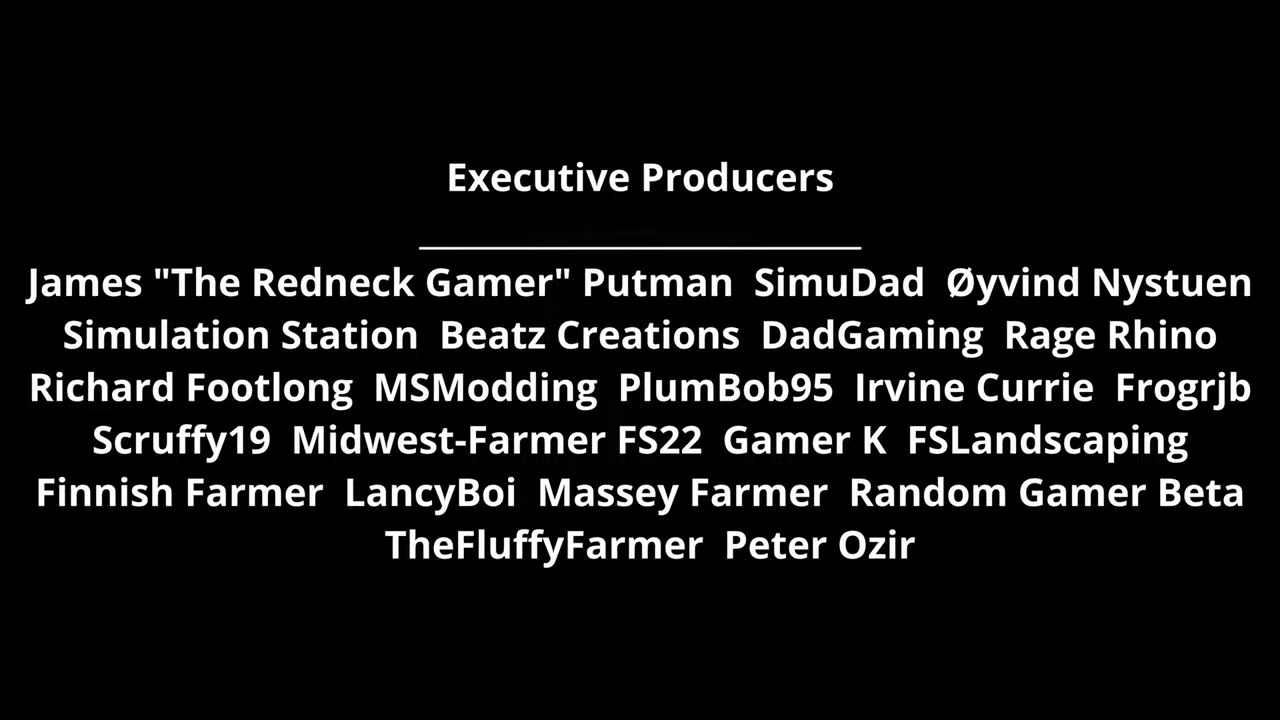 Executive Producers
James "The Redneck Gamer" Putman  SimuDad  Øyvind Nystuen
Simulation Station  Beatz Creations  DadGaming  Rage Rhino
Richard Footlong  MSModding  PlumBob95  Irvine Currie  Frogrjb
Scruffy19  Midwest-Farmer FS22  Gamer K  FSLandscaping
Finnish Farmer  LancyBoi  Massey Farmer  Random Gamer Beta
TheFluffyFarmer  Peter Ozir